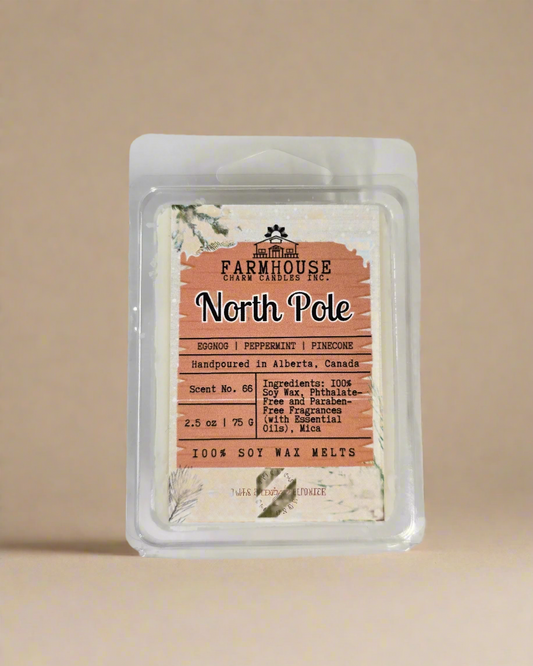 FARMHOUSE
CHARM CANDLES INC.
North Pole
EGGNOG | PEPPERMINT | PINECONE
Handpoured in Alberta, Canada
Scent No. 66
2.5 oz | 75 G
Ingredients: 100%
Soy Wax, Phthalate-
Free and Paraben-
Free Fragrances
(with Essential
Oils), Mica
100% SOY WAX MELTS